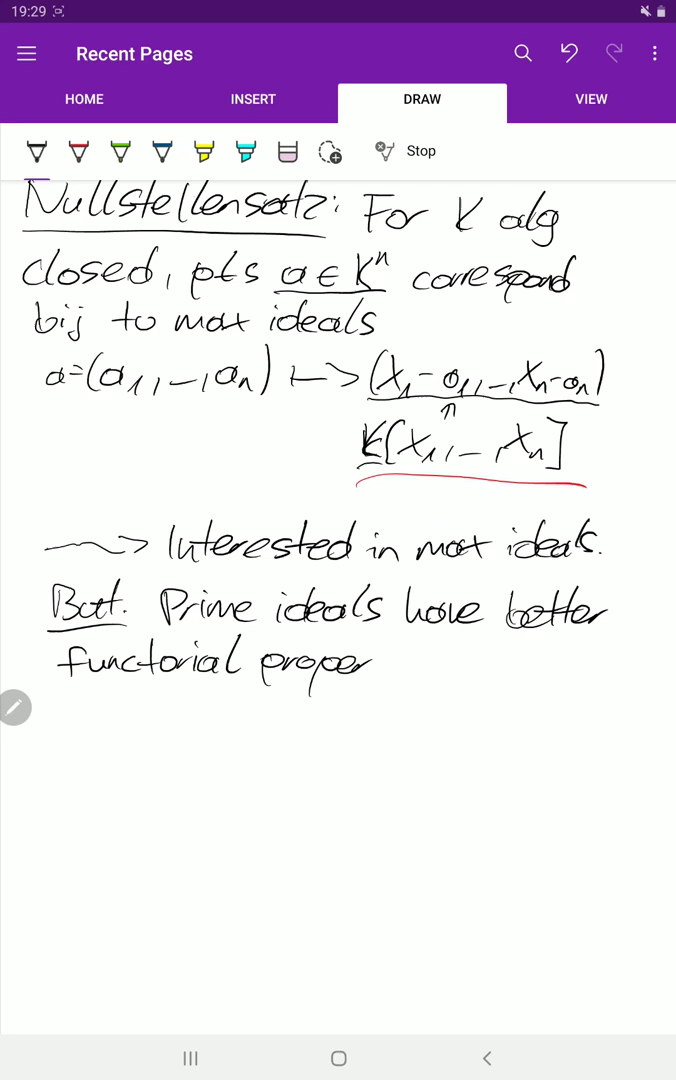 19:29
Recent Pages
HOME INSERT DRAW VIEW
Stop
Nullstellensatz: For K alg
closed, pts a ∈ Kⁿ correspond
bij to max ideals
a=(a₁,-,aₙ) ↦ (X₁-a₁,-,Xₙ-aₙ)
K[X₁,-,Xₙ]
⟿ Interested in max ideals.
But. Prime ideals have better
functorial proper